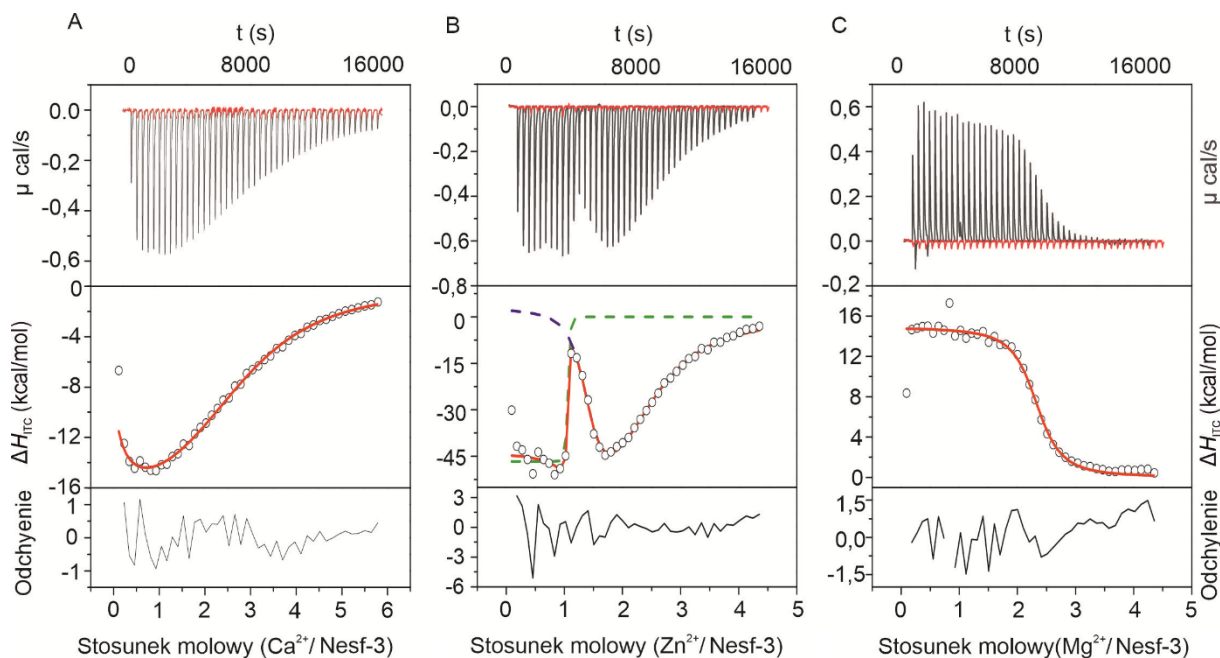 A
B
C
t (s)
t (s)
t (s)
0 8000 16000
0 8000 16000
0 8000 16000
μ cal/s
0.0
-0.2
-0.4
-0,6
0.0
-0.2
-0.4
-0.6
-0,8
0,6
0.4
0.2
0,0
-0,2
μ cal/s
ΔH_ITC (kcal/mol)
0
-4
-8
-12
-16
0
-15
-30
-45
16
12
8
4
0
ΔH_ITC (kcal/mol)
Odchyienie
1
0
-1
3
0
-3
-6
1,5
0,0
-1,5
Odchylenie
0 1 2 3 4 5 6
0 1 2 3 4 5
0 1 2 3 4 5
Stosunek molowy (Ca²⁺/ Nesf-3)
Stosunek molowy (Zn²⁺/ Nesf-3)
Stosunek molowy(Mg²⁺/ Nesf-3)